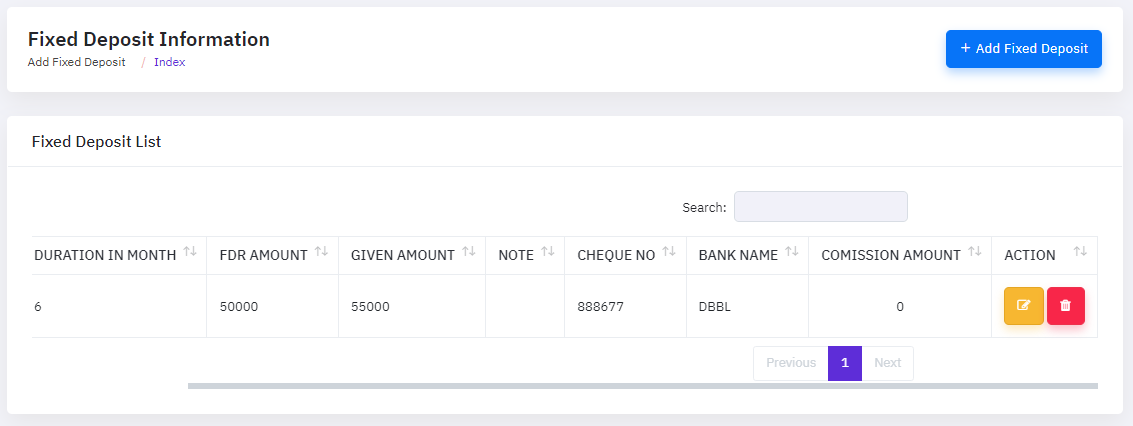 Fixed Deposit Information
Add Fixed Deposit / Index
+ Add Fixed Deposit
Fixed Deposit List
Search:
DURATION IN MONTH FDR AMOUNT GIVEN AMOUNT NOTE CHEQUE NO BANK NAME COMISSION AMOUNT ACTION
6 50000 55000 888677 DBBL 0
Previous 1 Next